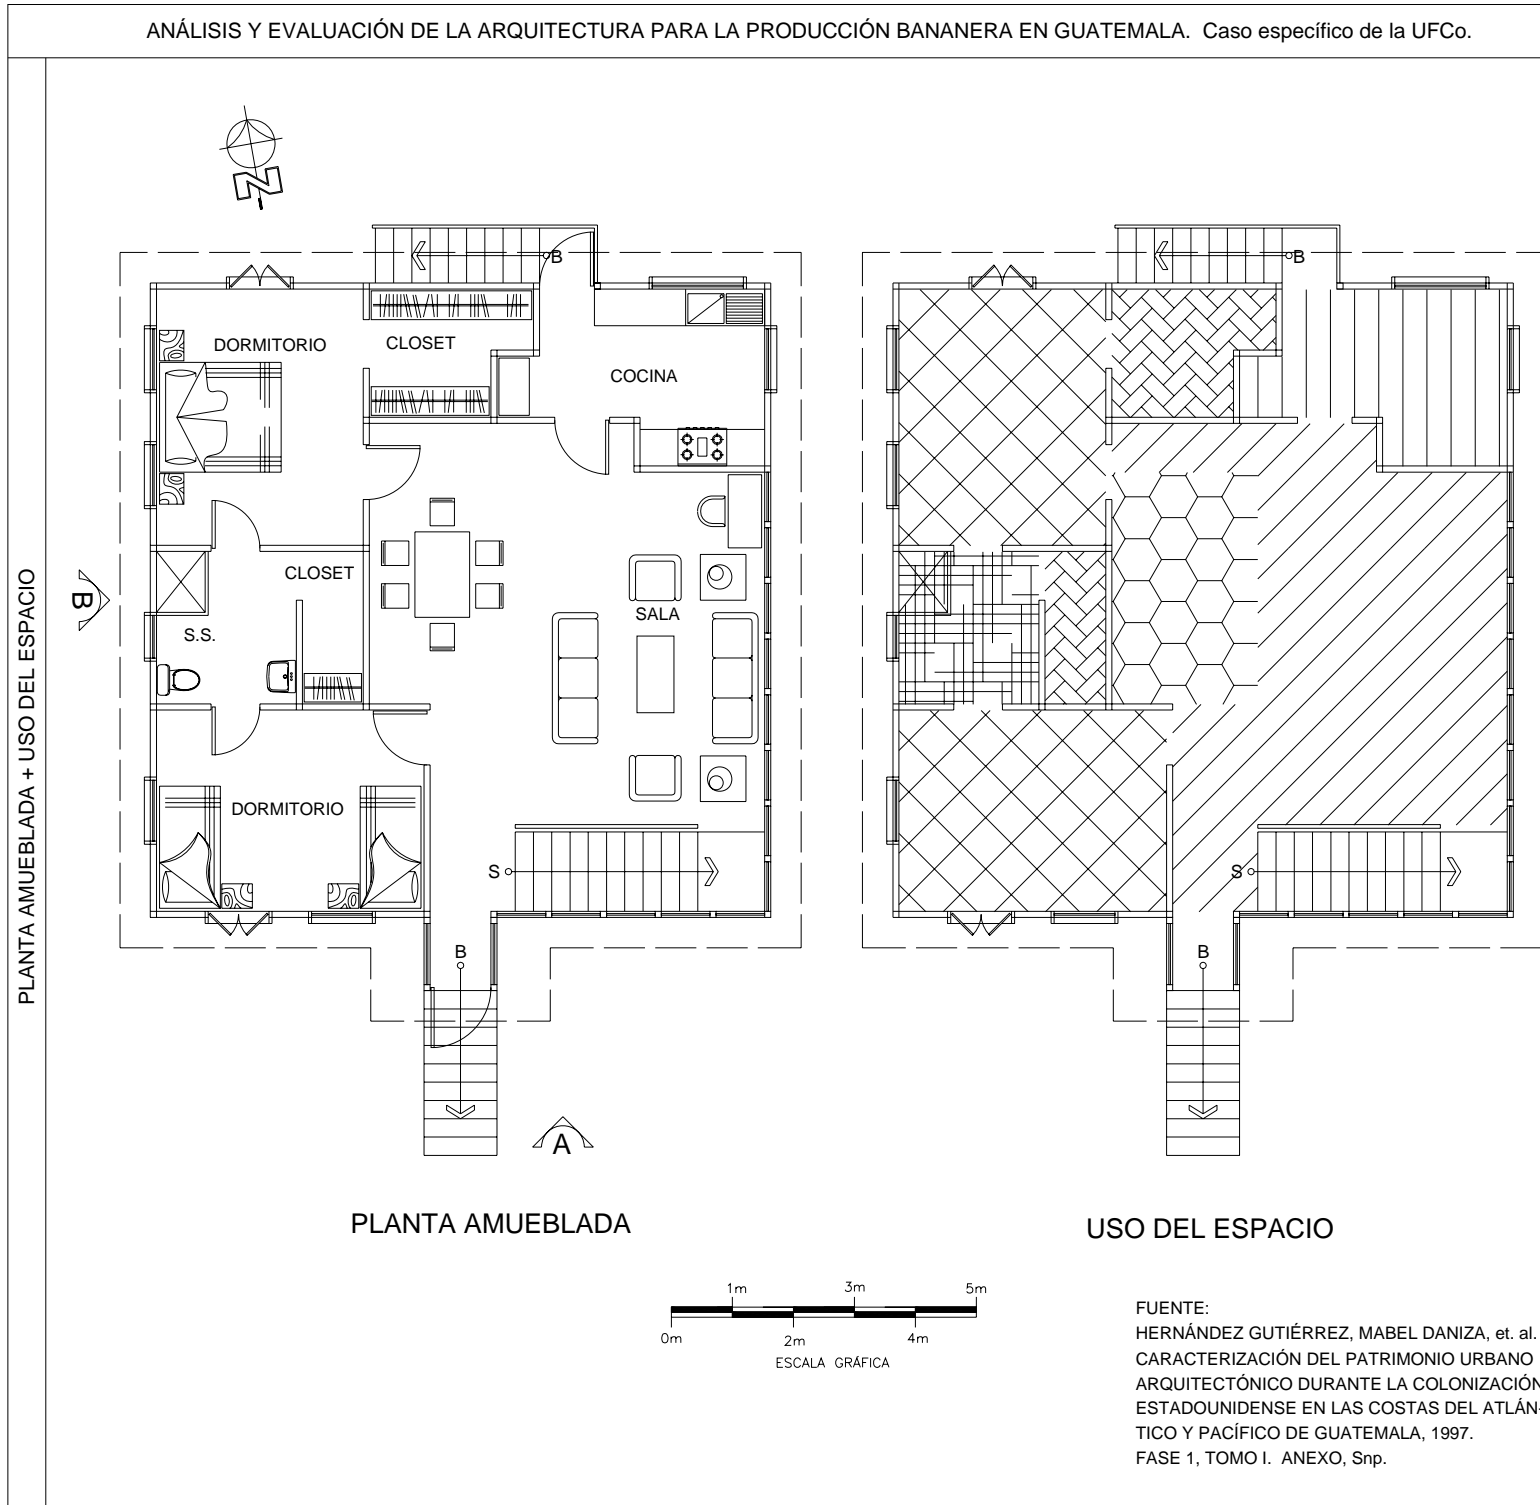 ANÁLISIS Y EVALUACIÓN DE LA ARQUITECTURA PARA LA PRODUCCIÓN BANANERA EN GUATEMALA. Caso específico de la UFCo.
PLANTA AMUEBLADA + USO DEL ESPACIO
N
B
B
DORMITORIO
CLOSET
COCINA
CLOSET
B
SALA
S.S.
DORMITORIO
S
S
B
B
A
PLANTA AMUEBLADA
USO DEL ESPACIO
1m
3m
5m
0m
2m
4m
ESCALA GRÁFICA
FUENTE:
HERNÁNDEZ GUTIÉRREZ, MABEL DANIZA, et. al.
CARACTERIZACIÓN DEL PATRIMONIO URBANO
ARQUITECTÓNICO DURANTE LA COLONIZACIÓN
ESTADOUNIDENSE EN LAS COSTAS DEL ATLÁN-
TICO Y PACÍFICO DE GUATEMALA, 1997.
FASE 1, TOMO I. ANEXO, Snp.